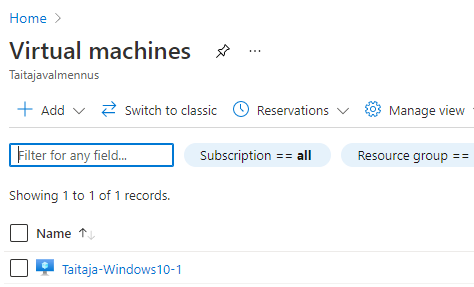 Home
Virtual machines
Taitajavalmennus
Add Switch to classic Reservations Manage view
Filter for any field... Subscription == all Resource group ==
Showing 1 to 1 of 1 records.
Name
Taitaja-Windows10-1